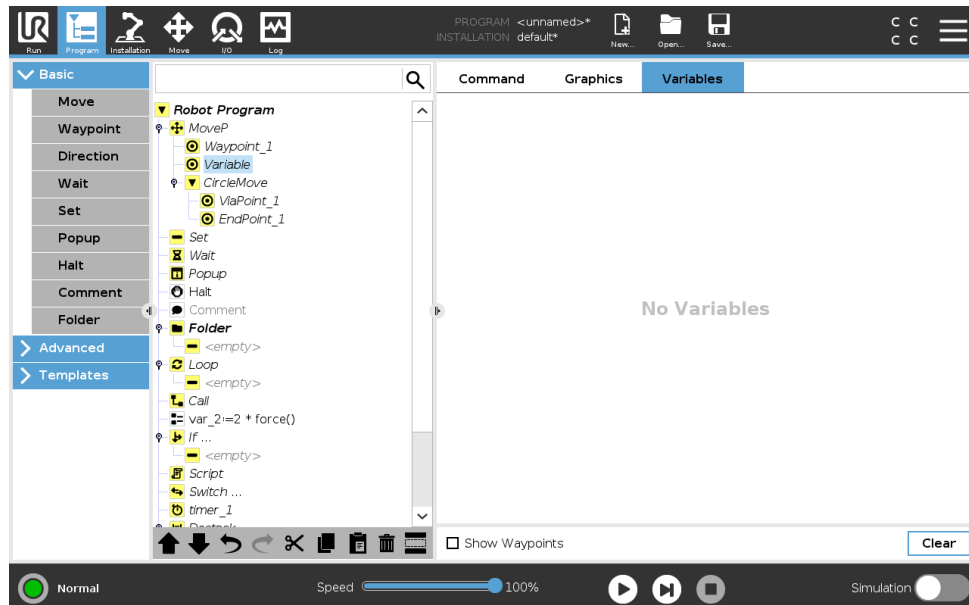 PROGRAM <unnamed>*
INSTALLATION default*
Run
Program
Installation
Move
I/O
Log
New...
Open...
Save...
C C
C C
Basic
Move
Waypoint
Direction
Wait
Set
Popup
Halt
Comment
Folder
Advanced
Templates
Robot Program
MoveP
Waypoint_1
Variable
CircleMove
ViaPoint_1
EndPoint_1
Set
Wait
Popup
Halt
Comment
Folder
<empty>
Loop
<empty>
Call
var_2:=2 * force()
If ...
<empty>
Script
Switch ...
timer_1
Command
Graphics
Variables
No Variables
Show Waypoints
Clear
Normal
Speed
100%
Simulation